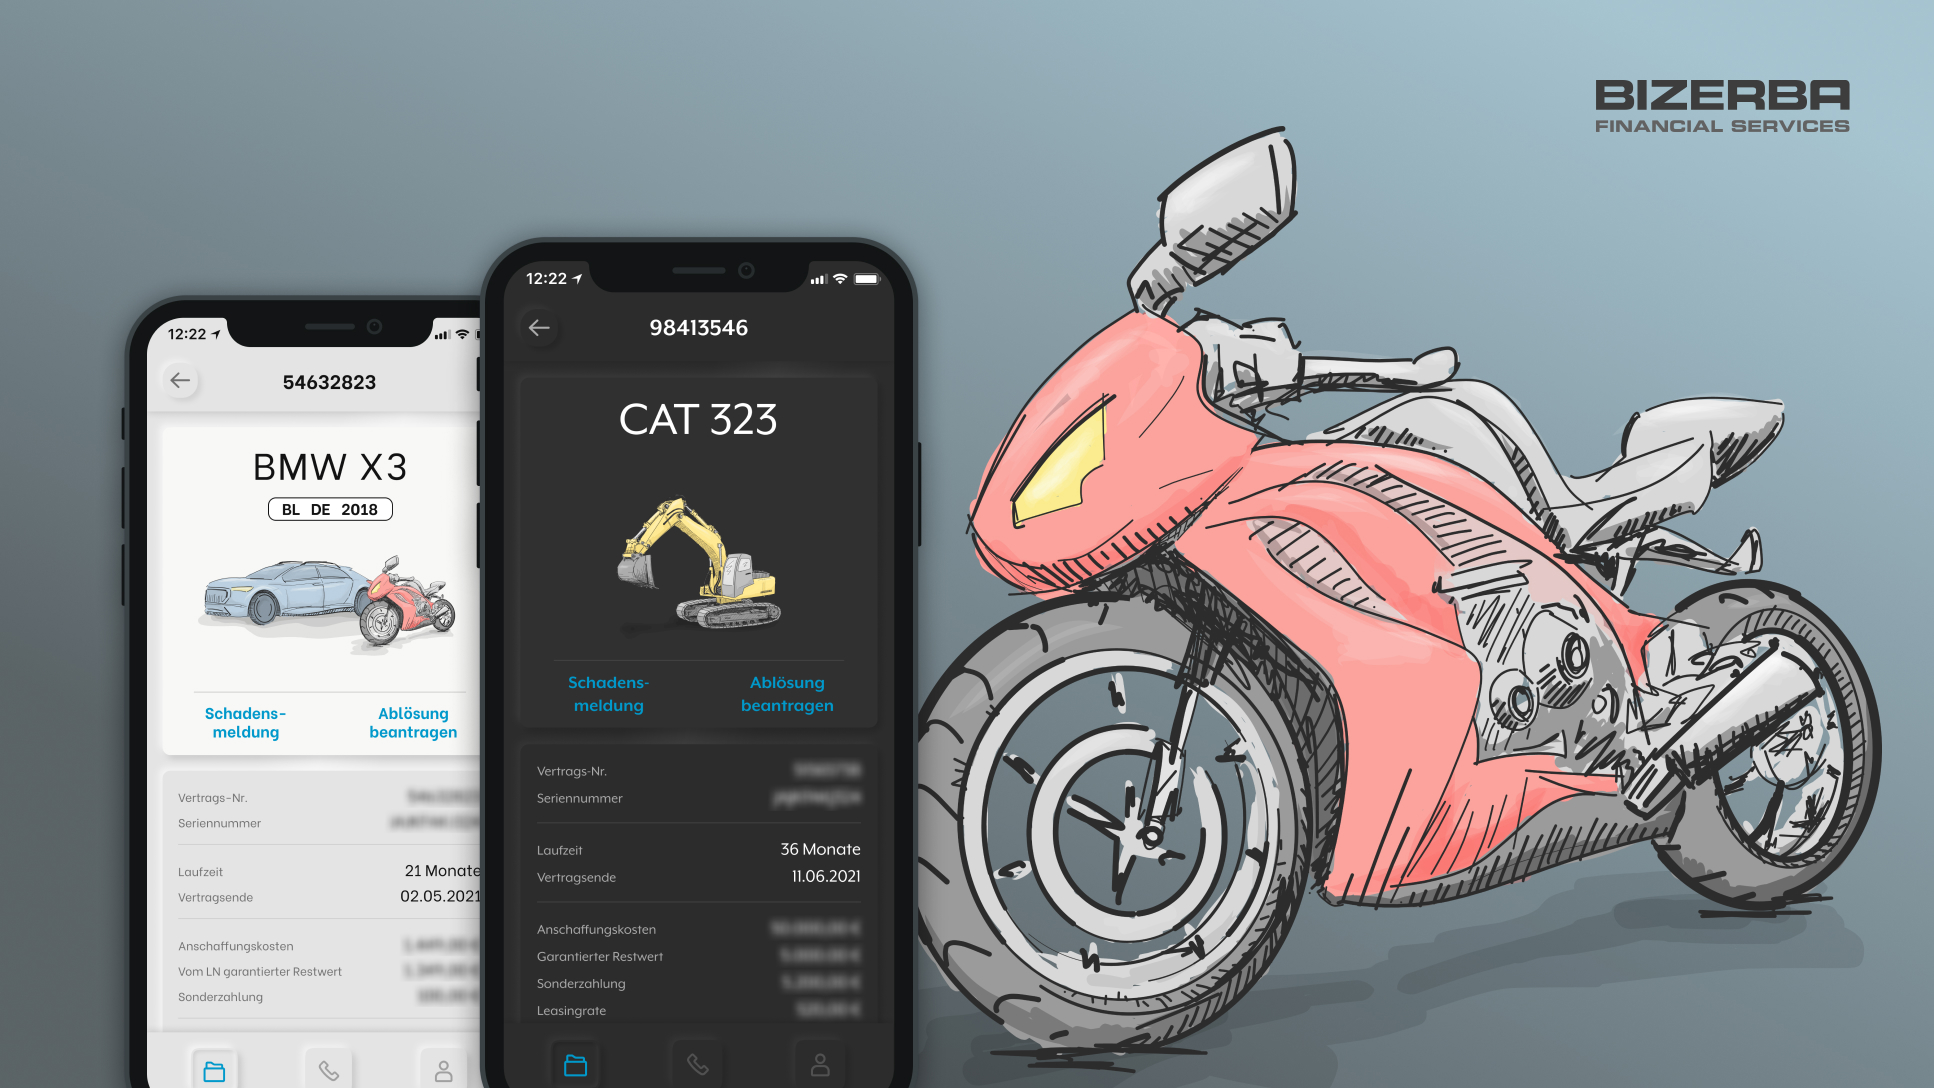 BIZERBA
FINANCIAL SERVICES
12:22
54632823
BMW X3
BL DE 2018
Schadens-
meldung
Ablösung
beantragen
Vertrags-Nr.
Seriennummer
Laufzeit 21 Monate
Vertragsende 02.05.2021
Anschaffungskosten
Vom LN garantierter Restwert
Sonderzahlung
12:22
98413546
CAT 323
Schadens-
meldung
Ablösung
beantragen
Vertrags-Nr.
Seriennummer
Laufzeit 36 Monate
Vertragsende 11.06.2021
Anschaffungskosten
Garantierter Restwert
Sonderzahlung
Leasingrate